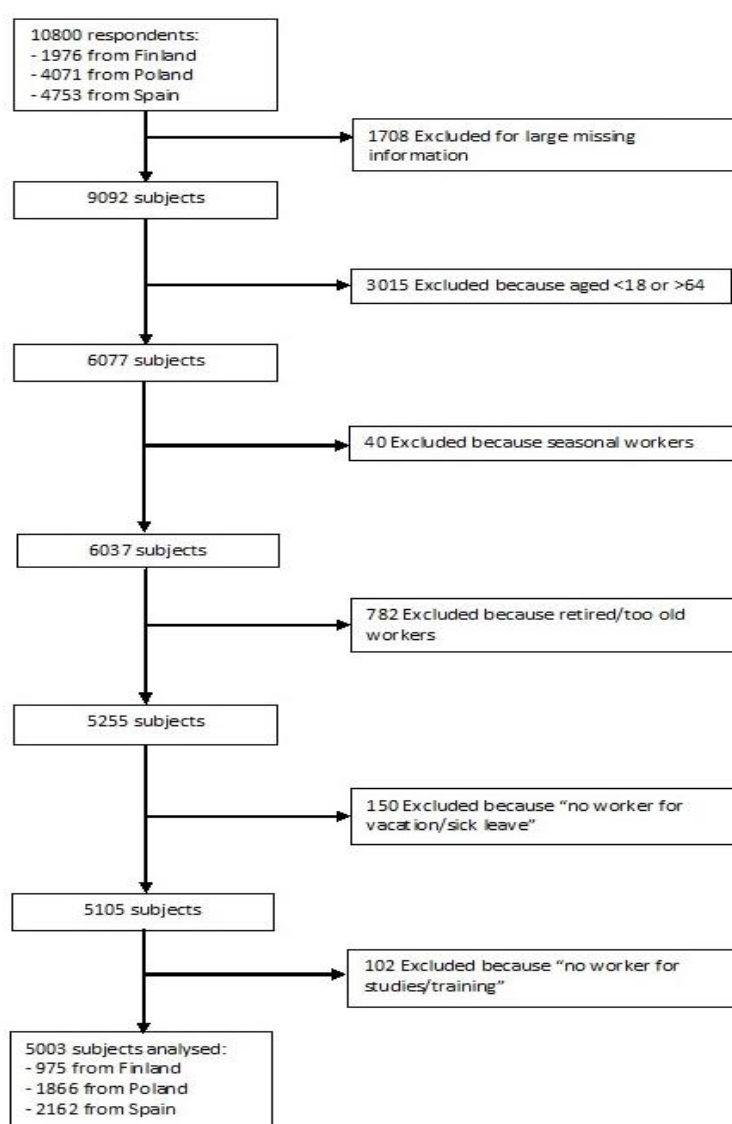 10800 respondents:
- 1976 from Finland
- 4071 from Poland
- 4753 from Spain
1708 Excluded for large missing
information
9092 subjects
3015 Excluded because aged <18 or >64
6077 subjects
40 Excluded because seasonal workers
6037 subjects
782 Excluded because retired/too old
workers
5255 subjects
150 Excluded because “no worker for
vacation/sick leave”
5105 subjects
102 Excluded because “no worker for
studies/training”
5003 subjects analysed:
- 975 from Finland
- 1866 from Poland
- 2162 from Spain